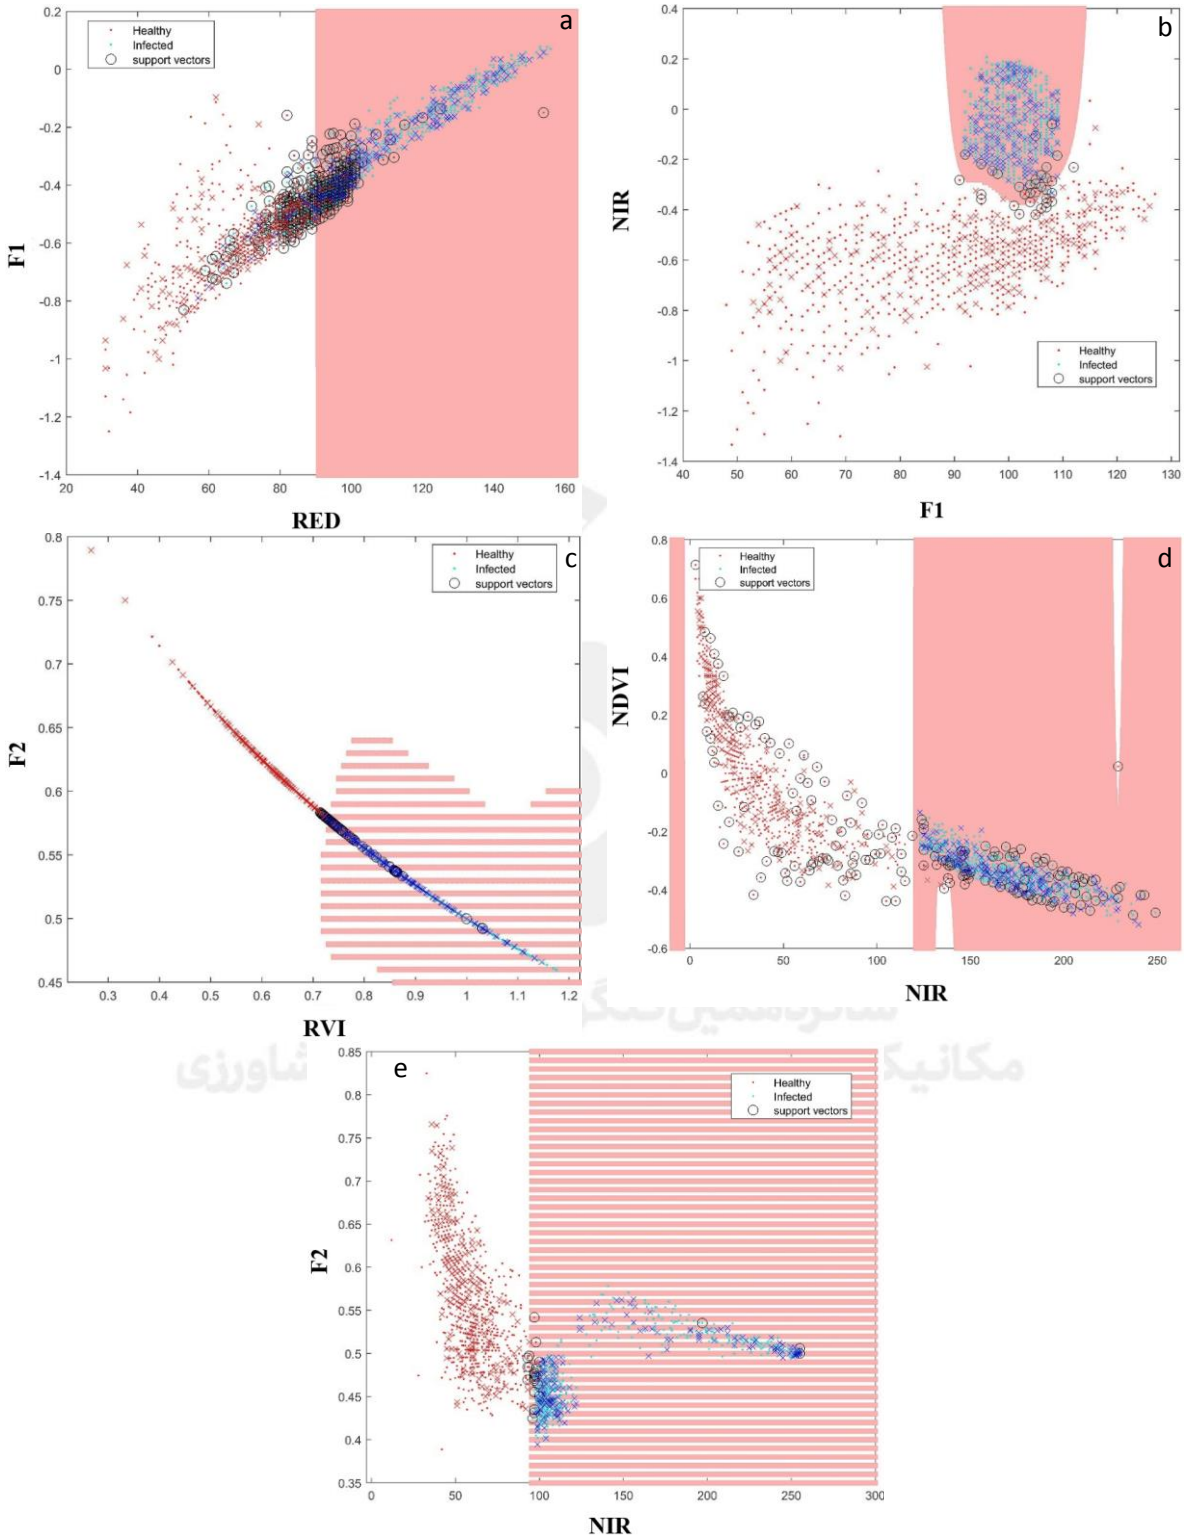 a
0.2
0
-0.2
-0.4
-0.6
-0.8
-1
-1.2
-1.4
20 40 60 80 100 120 140 160
F1
RED
Healthy
Infected
support vectors
b
0.4
0.2
0
-0.2
-0.4
-0.6
-0.8
-1
-1.2
-1.4
40 50 60 70 80 90 100 110 120 130
NIR
F1
Healthy
Infected
support vectors
c
0.8
0.75
0.7
0.65
0.6
0.55
0.5
0.45
0.3 0.4 0.5 0.6 0.7 0.8 0.9 1 1.1 1.2
F2
RVI
Healthy
Infected
support vectors
d
0.8
0.6
0.4
0.2
0
-0.2
-0.4
-0.6
0 50 100 150 200 250
NDVI
NIR
Healthy
Infected
support vectors
e
0.85
0.8
0.75
0.7
0.65
0.6
0.55
0.5
0.45
0.4
0.35
0 50 100 150 200 250 300
F2
NIR
Healthy
Infected
support vectors